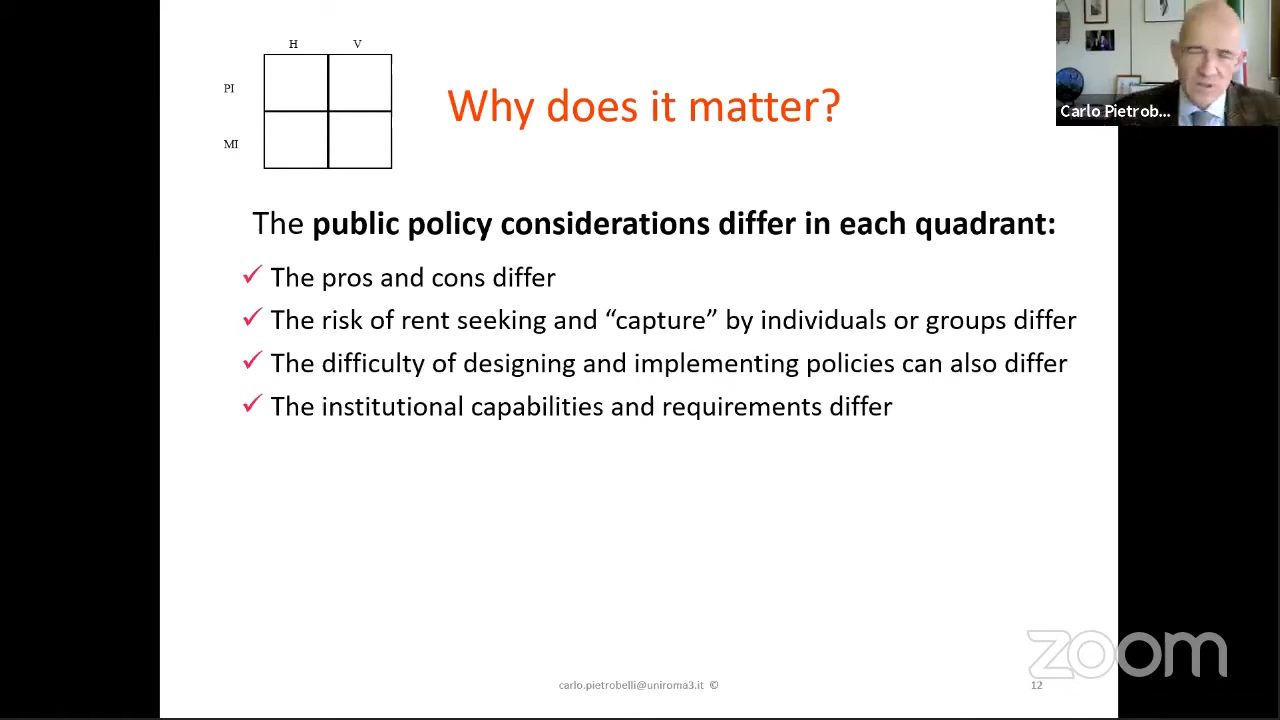 H V
PI
MI
Why does it matter?
Carlo Pietrob...
The public policy considerations differ in each quadrant:
✓ The pros and cons differ
✓ The risk of rent seeking and “capture” by individuals or groups differ
✓ The difficulty of designing and implementing policies can also differ
✓ The institutional capabilities and requirements differ
zoom
carlo.pietrobelli@uniroma3.it ©
12